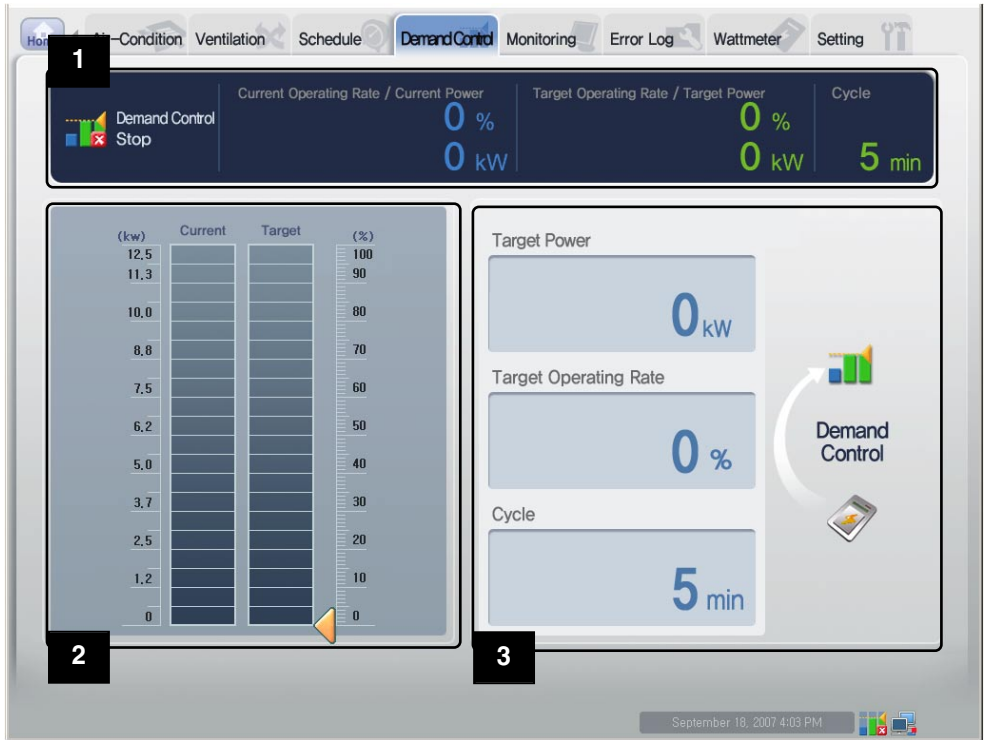 Home
Air-Condition Ventilation Schedule Demand Control Monitoring Error Log Wattmeter Setting
1
Demand Control
Stop
Current Operating Rate / Current Power
0 %
0 kW
Target Operating Rate / Target Power
0 %
0 kW
Cycle
5 min
(kw) Current Target (%)
12.5 100
11.3 90
10.0 80
8.8 70
7.5 60
6.2 50
5.0 40
3.7 30
2.5 20
1.2 10
0 0
2
Target Power
0 kW
Target Operating Rate
0 %
Cycle
5 min
Demand
Control
3
September 18, 2007 4:03 PM